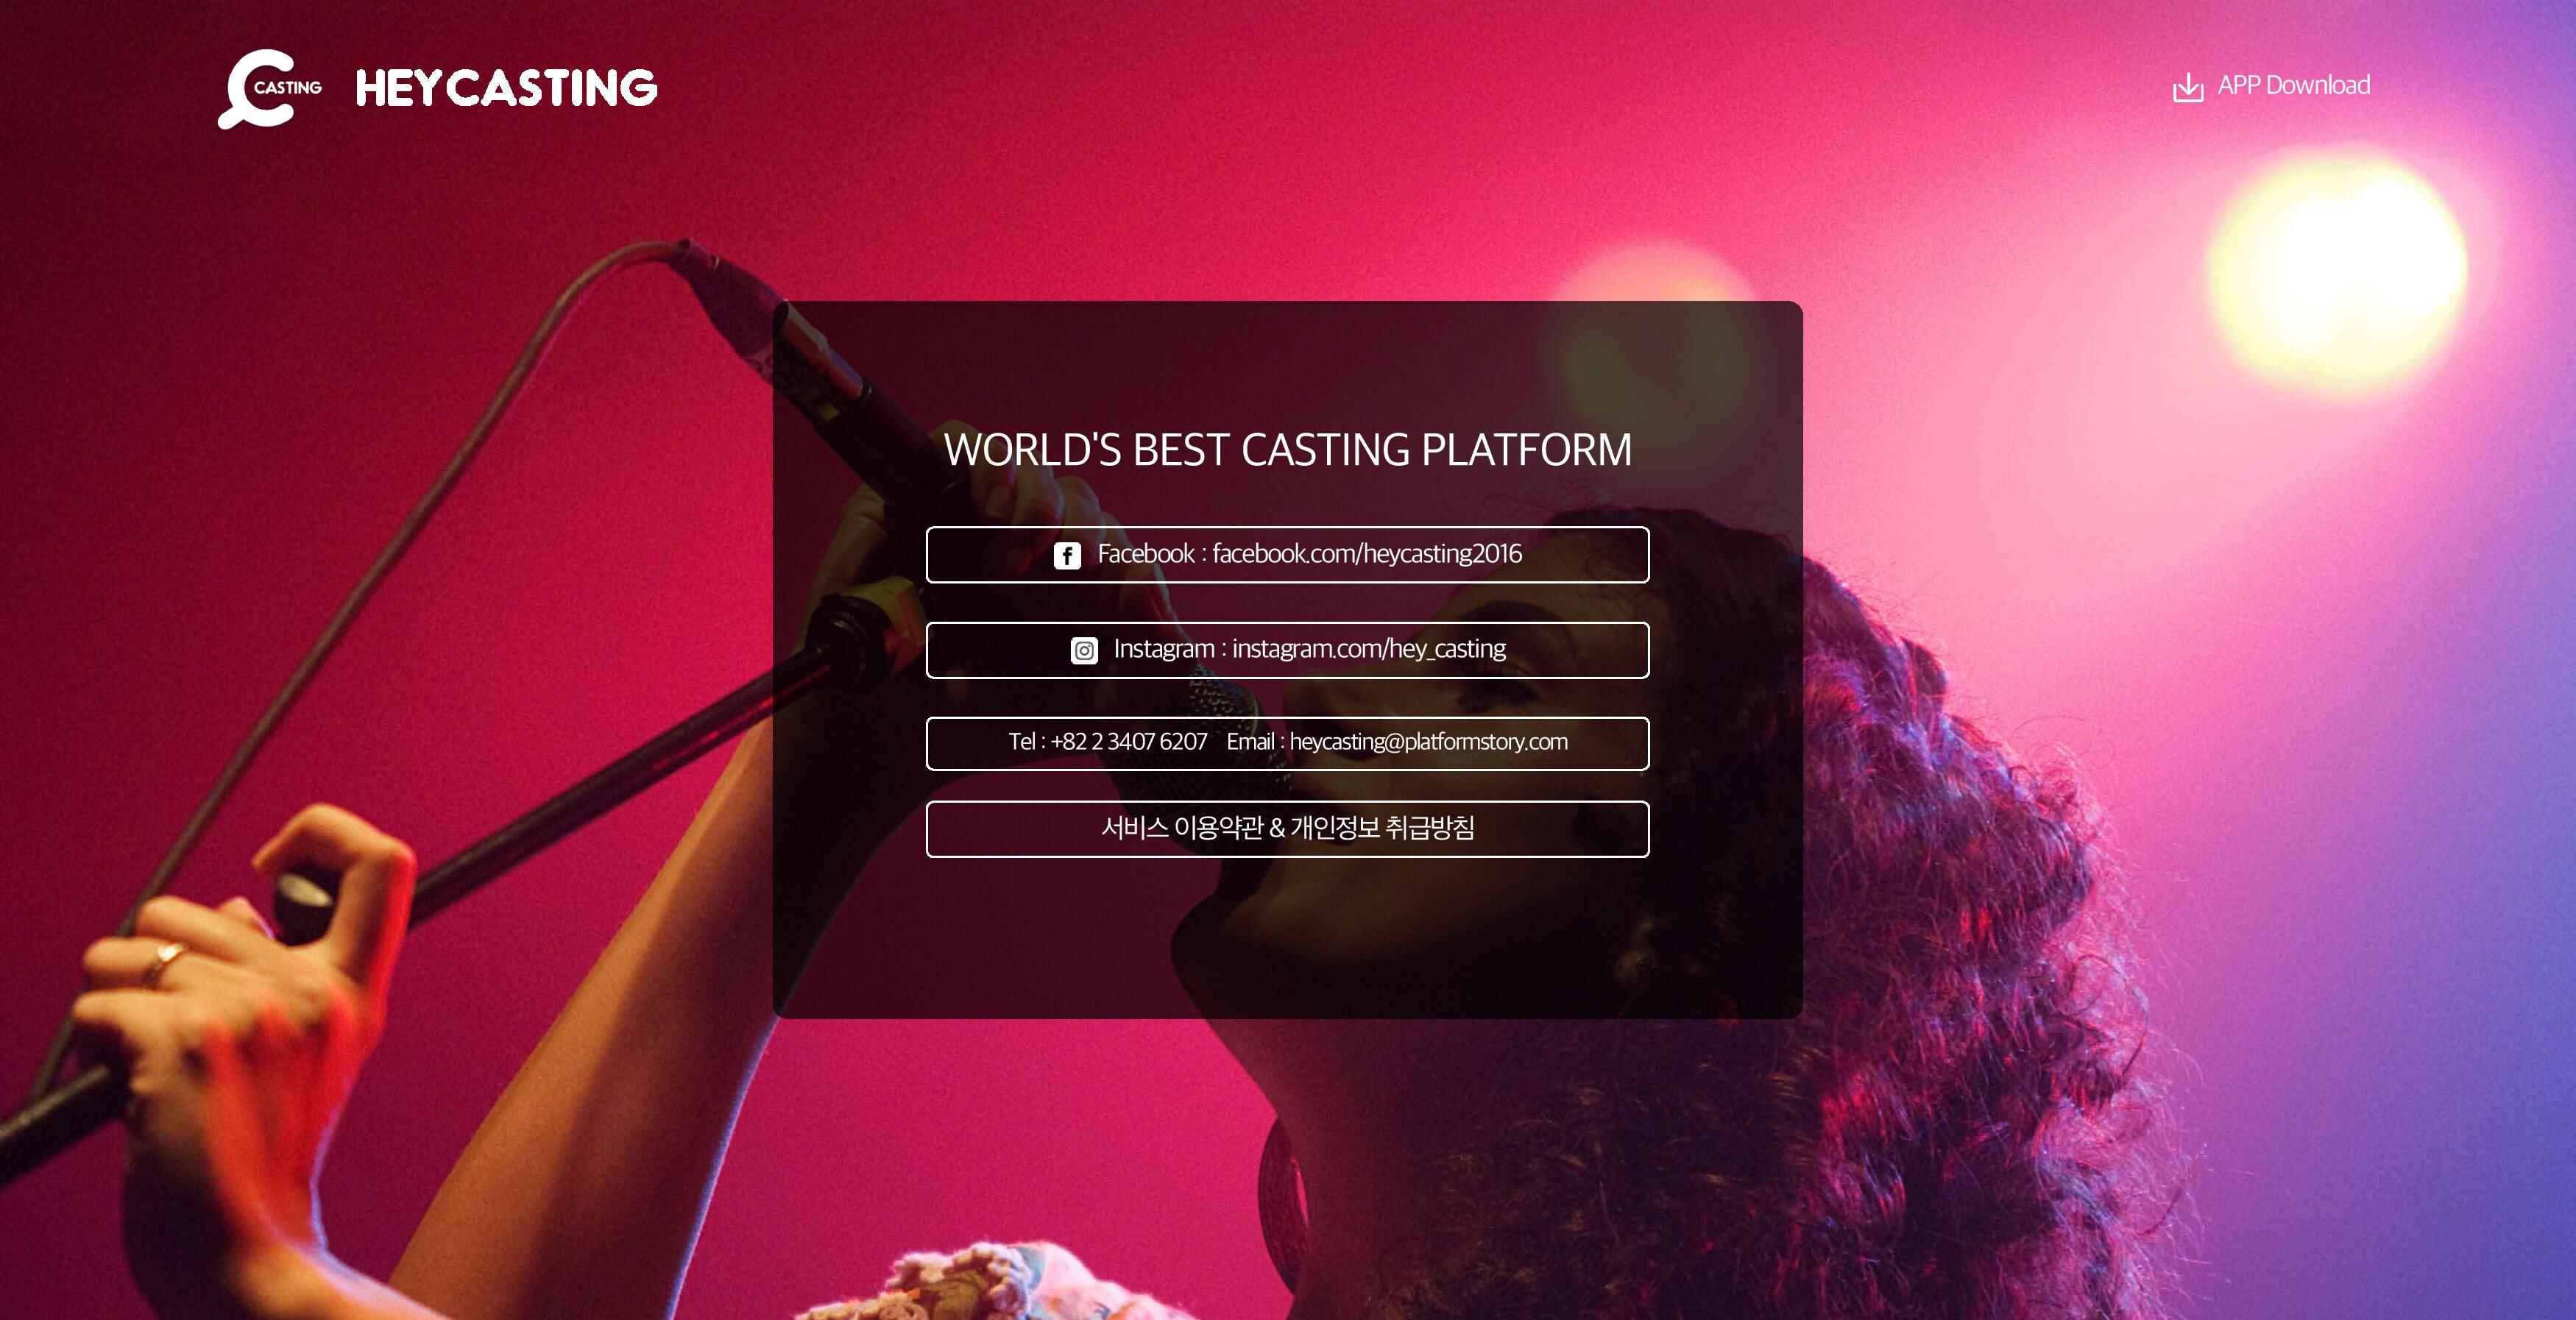 CASTING
HEYCASTING
APP Download
WORLD'S BEST CASTING PLATFORM
Facebook : facebook.com/heycasting2016
Instagram : instagram.com/hey_casting
Tel : +82 2 3407 6207 Email : heycasting@platformstory.com
서비스 이용약관 & 개인정보 취급방침